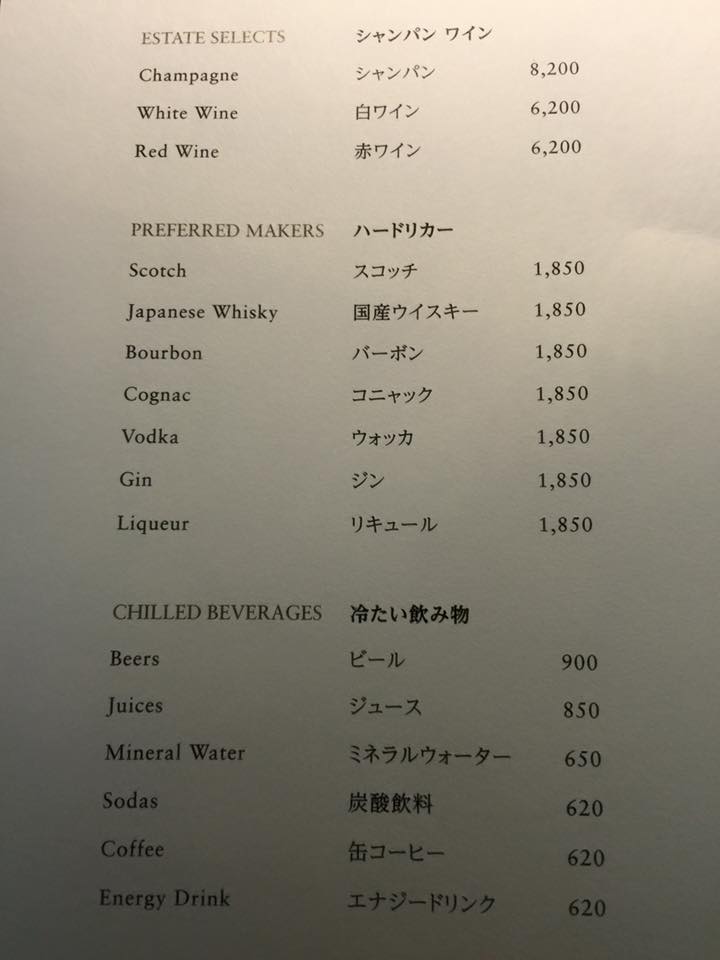 ESTATE SELECTS シャンパン ワイン
Champagne シャンパン 8,200
White Wine 白ワイン 6,200
Red Wine 赤ワイン 6,200
PREFERRED MAKERS ハードリカー
Scotch スコッチ 1,850
Japanese Whisky 国産ウイスキー 1,850
Bourbon バーボン 1,850
Cognac コニャック 1,850
Vodka ウォッカ 1,850
Gin ジン 1,850
Liqueur リキュール 1,850
CHILLED BEVERAGES 冷たい飲み物
Beers ビール 900
Juices ジュース 850
Mineral Water ミネラルウォーター 650
Sodas 炭酸飲料 620
Coffee 缶コーヒー 620
Energy Drink エナジードリンク 620